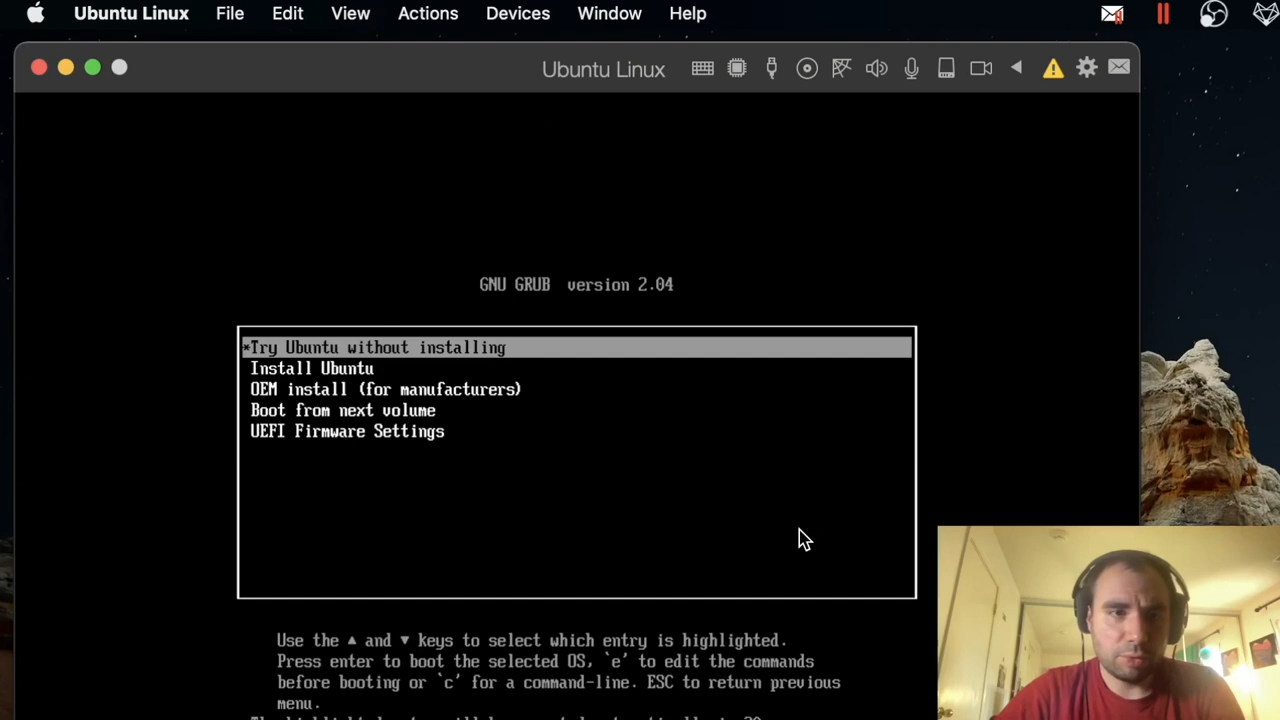 Ubuntu Linux File Edit View Actions Devices Window Help
Ubuntu Linux
GNU GRUB version 2.04
*Try Ubuntu without installing
Install Ubuntu
OEM install (for manufacturers)
Boot from next volume
UEFI Firmware Settings
Use the ▲ and ▼ keys to select which entry is highlighted.
Press enter to boot the selected OS, `e' to edit the commands
before booting or `c' for a command-line. ESC to return previous
menu.